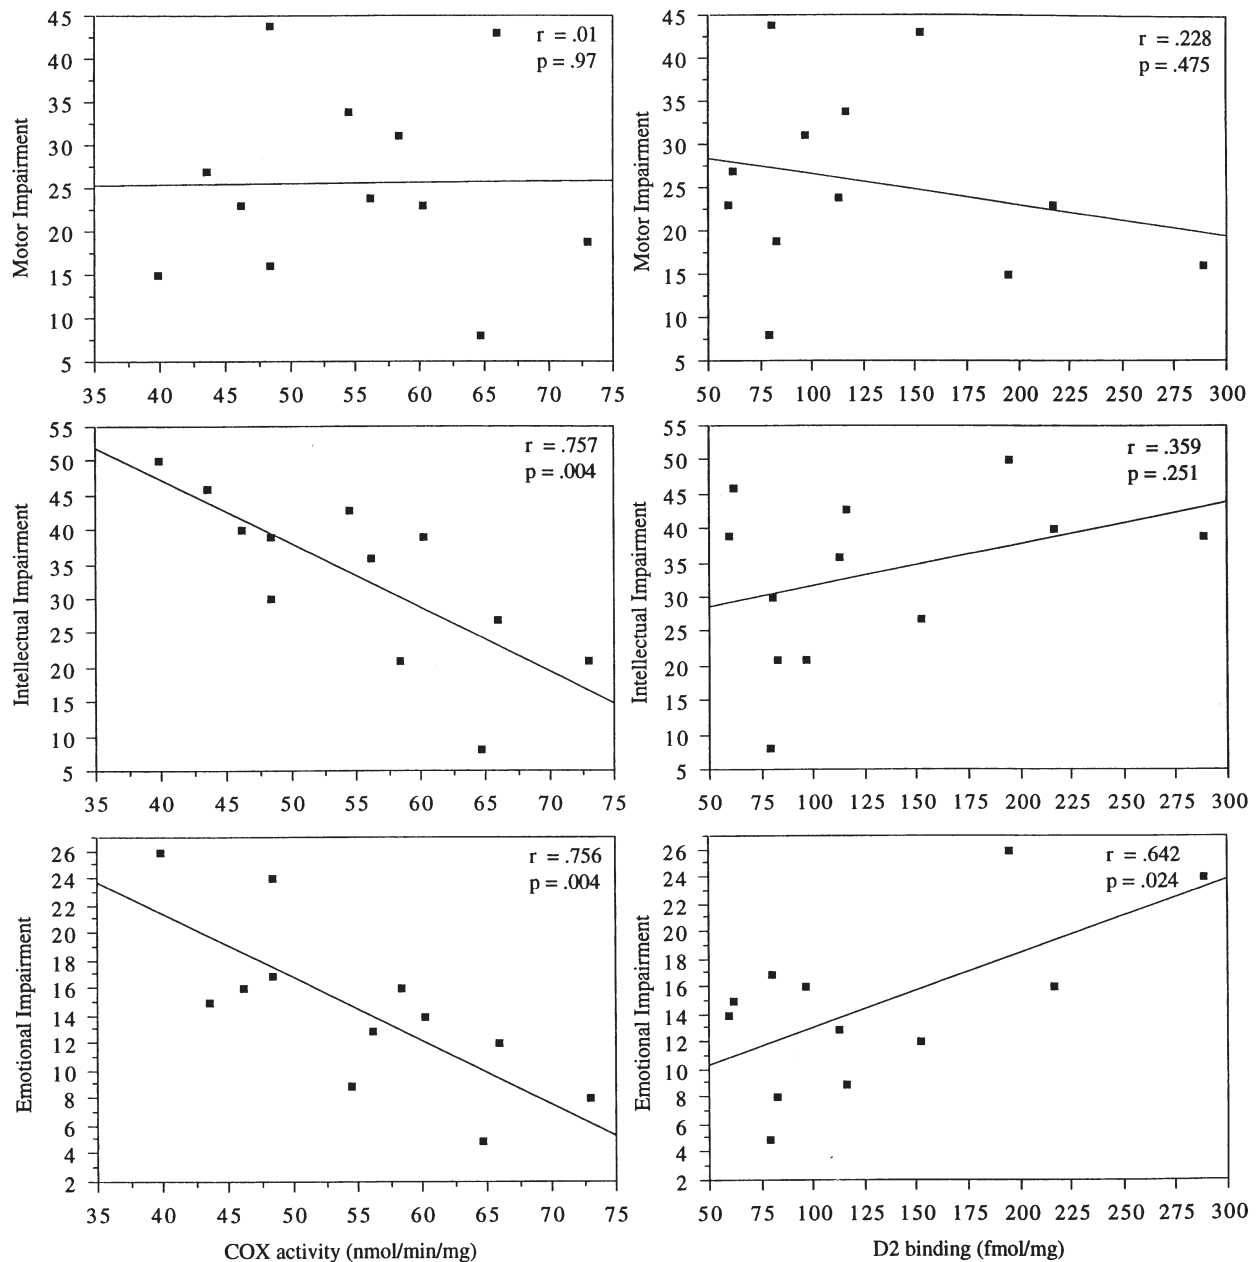 45
40
35
30
25
20
15
10
5
Motor Impairment
r = .01
p = .97
35 40 45 50 55 60 65 70 75
45
40
35
30
25
20
15
10
5
Motor Impairment
r = .228
p = .475
50 75 100 125 150 175 200 225 250 275 300
55
50
45
40
35
30
25
20
15
10
5
Intellectual Impairment
r = .757
p = .004
35 40 45 50 55 60 65 70 75
55
50
45
40
35
30
25
20
15
10
5
Intellectual Impairment
r = .359
p = .251
50 75 100 125 150 175 200 225 250 275 300
26
24
22
20
18
16
14
12
10
8
6
4
2
Emotional Impairment
r = .756
p = .004
35 40 45 50 55 60 65 70 75
COX activity (nmol/min/mg)
26
24
22
20
18
16
14
12
10
8
6
4
2
Emotional Impairment
r = .642
p = .024
50 75 100 125 150 175 200 225 250 275 300
D2 binding (fmol/mg)